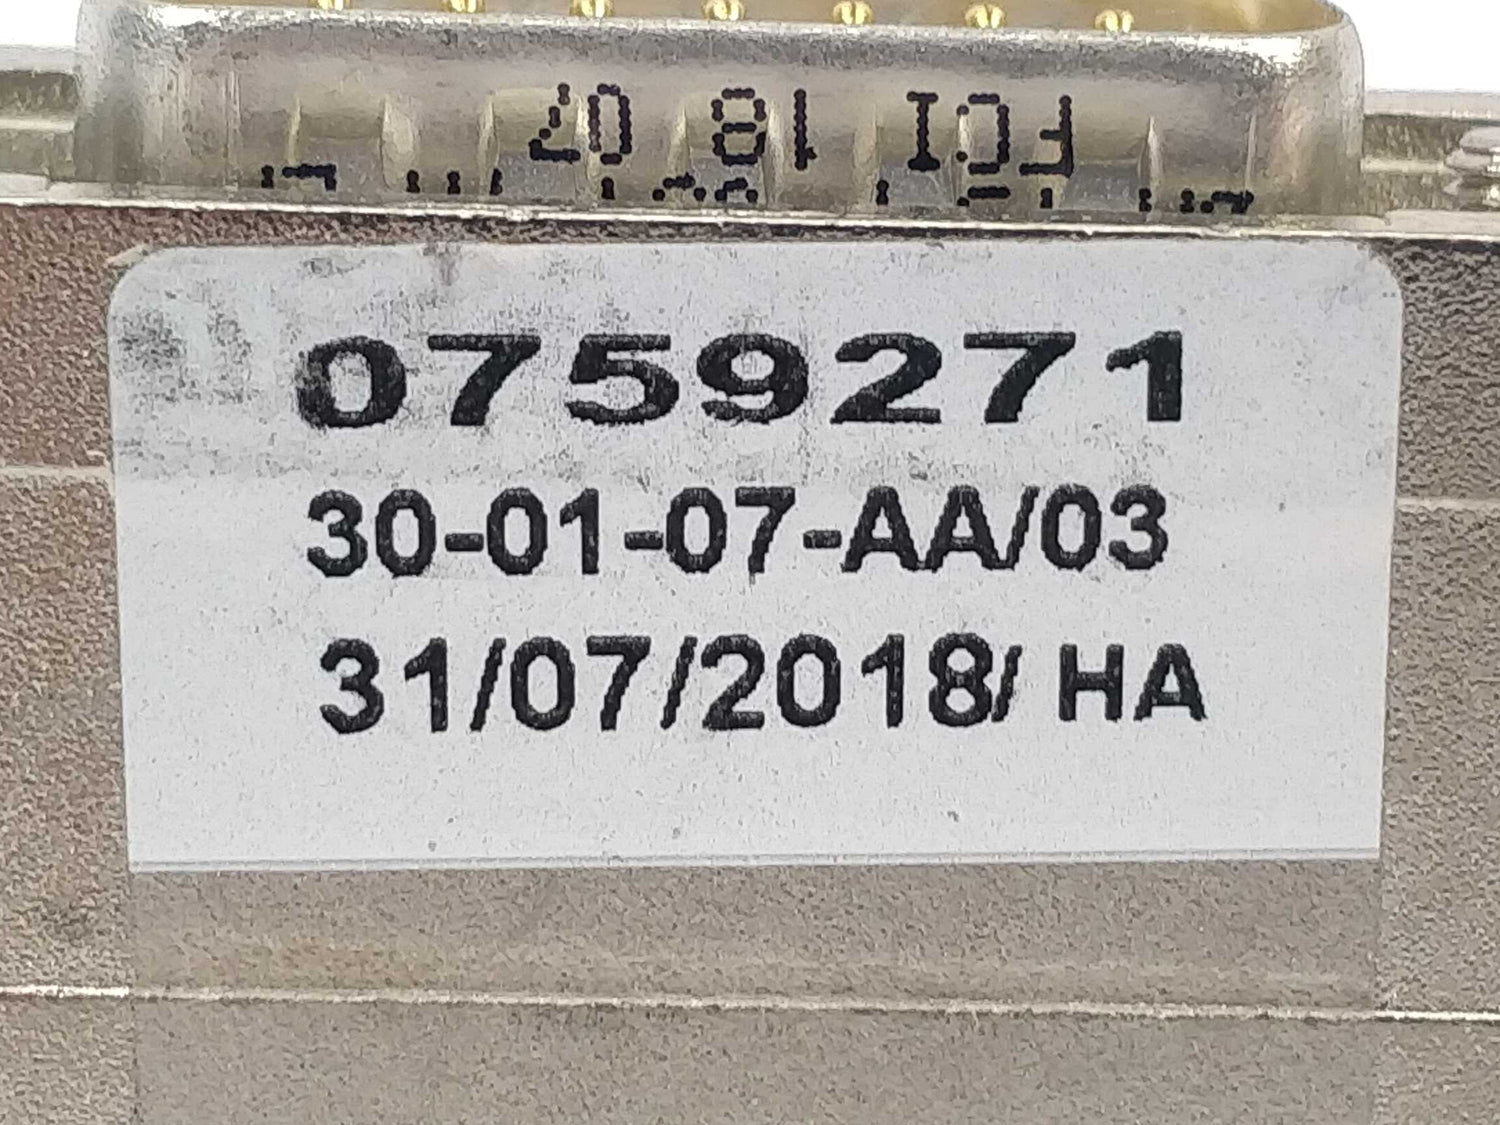 FCI 18 07
0759271
30-01-07-AA/03
31/07/2018/ HA